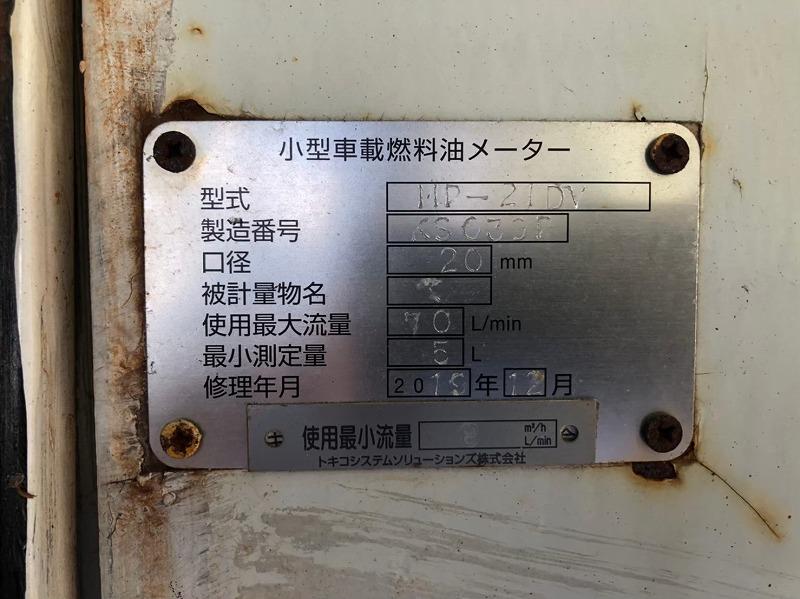 小型車載燃料油メーター
型式 MP-21DV
製造番号
口径 20 mm
被計量物名
使用最大流量 70 L/min
最小測定量 5 L
修理年月 2019年12月
キ 使用最小流量 8 m³/h L/min
トキコシステムソリューションズ株式会社